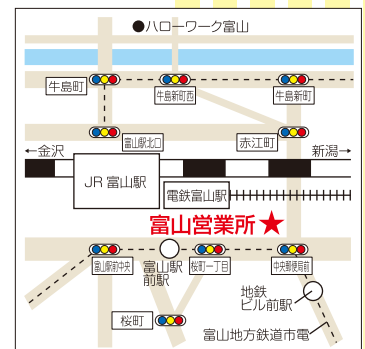 ●ハローワーク富山
牛島町
牛島新町西
牛島新町
富山駅北口
赤江町
←金沢
新潟→
JR 富山駅
電鉄富山駅
富山営業所★
富山駅前中央
富山駅
前駅
桜町一丁目
中央郵便局前
地鉄
ビル前駅
桜町
富山地方鉄道市電